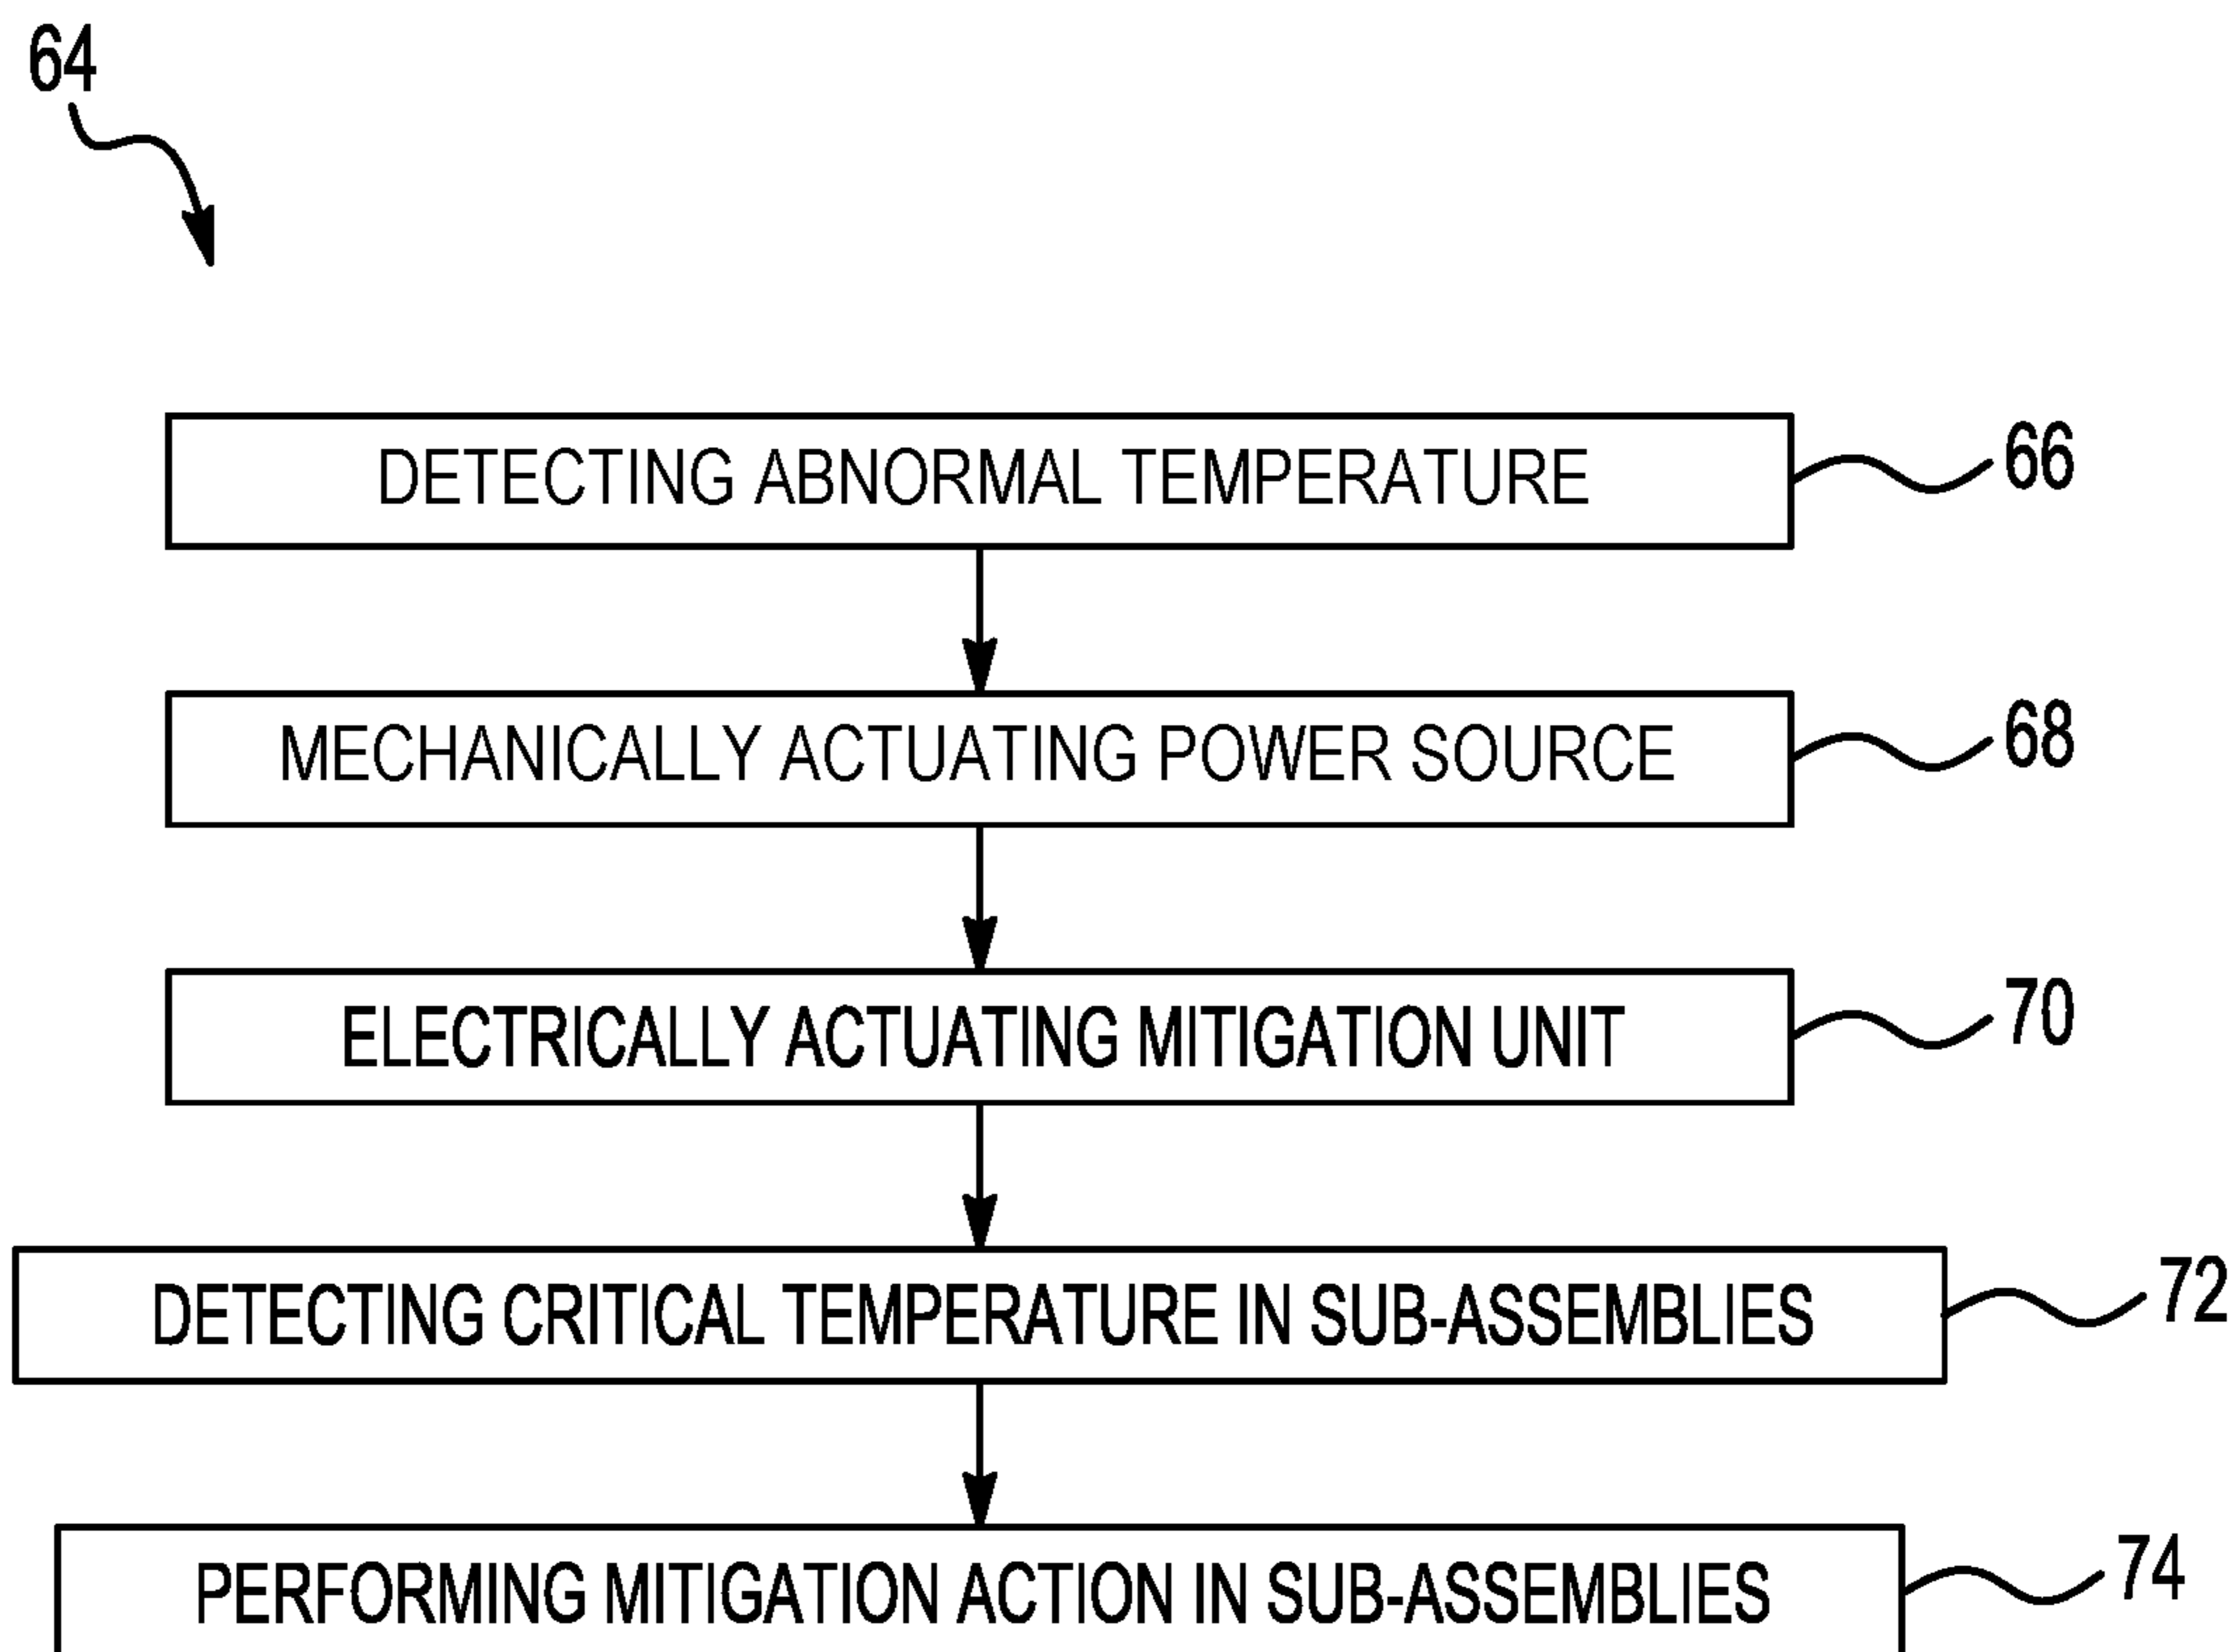 64
DETECTING ABNORMAL TEMPERATURE 66
MECHANICALLY ACTUATING POWER SOURCE 68
ELECTRICALLY ACTUATING MITIGATION UNIT 70
DETECTING CRITICAL TEMPERATURE IN SUB-ASSEMBLIES 72
PERFORMING MITIGATION ACTION IN SUB-ASSEMBLIES 74